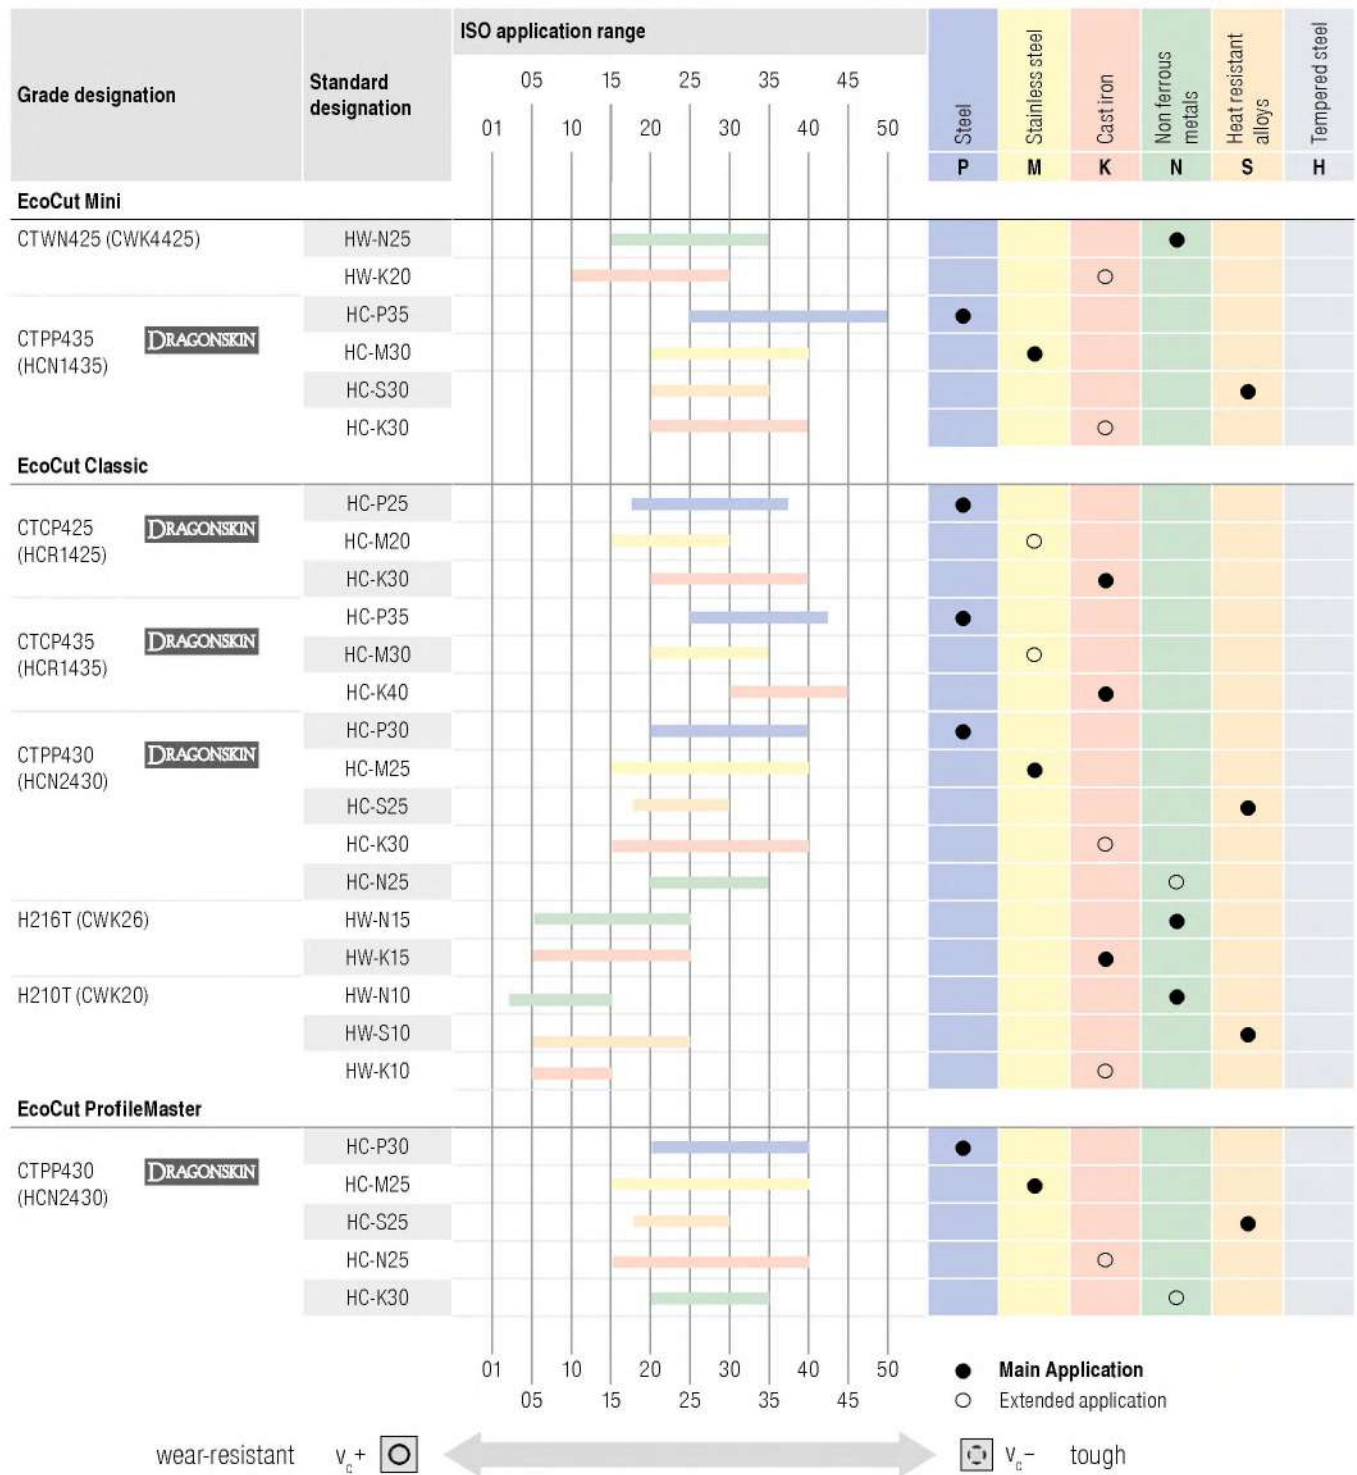 ISO application range
Grade designation
Standard
designation
05 15 25 35 45
01 10 20 30 40 50
Steel
Stainless steel
Cast iron
Non ferrous
metals
Heat resistant
alloys
Tempered steel
P M K N S H
EcoCut Mini
CTWN425 (CWK4425) HW-N25
HW-K20
HC-P35
CTPP435 DRAGONSKIN
(HCN1435)
HC-M30
HC-S30
HC-K30
EcoCut Classic
HC-P25
CTCP425 DRAGONSKIN
(HCR1425)
HC-M20
HC-K30
HC-P35
CTCP435 DRAGONSKIN
(HCR1435)
HC-M30
HC-K40
HC-P30
CTPP430 DRAGONSKIN
(HCN2430)
HC-M25
HC-S25
HC-K30
HC-N25
H216T (CWK26) HW-N15
HW-K15
H210T (CWK20) HW-N10
HW-S10
HW-K10
EcoCut ProfileMaster
HC-P30
CTPP430 DRAGONSKIN
(HCN2430)
HC-M25
HC-S25
HC-N25
HC-K30
01 10 20 30 40 50
05 15 25 35 45
Main Application
Extended application
wear-resistant vc+ vc− tough